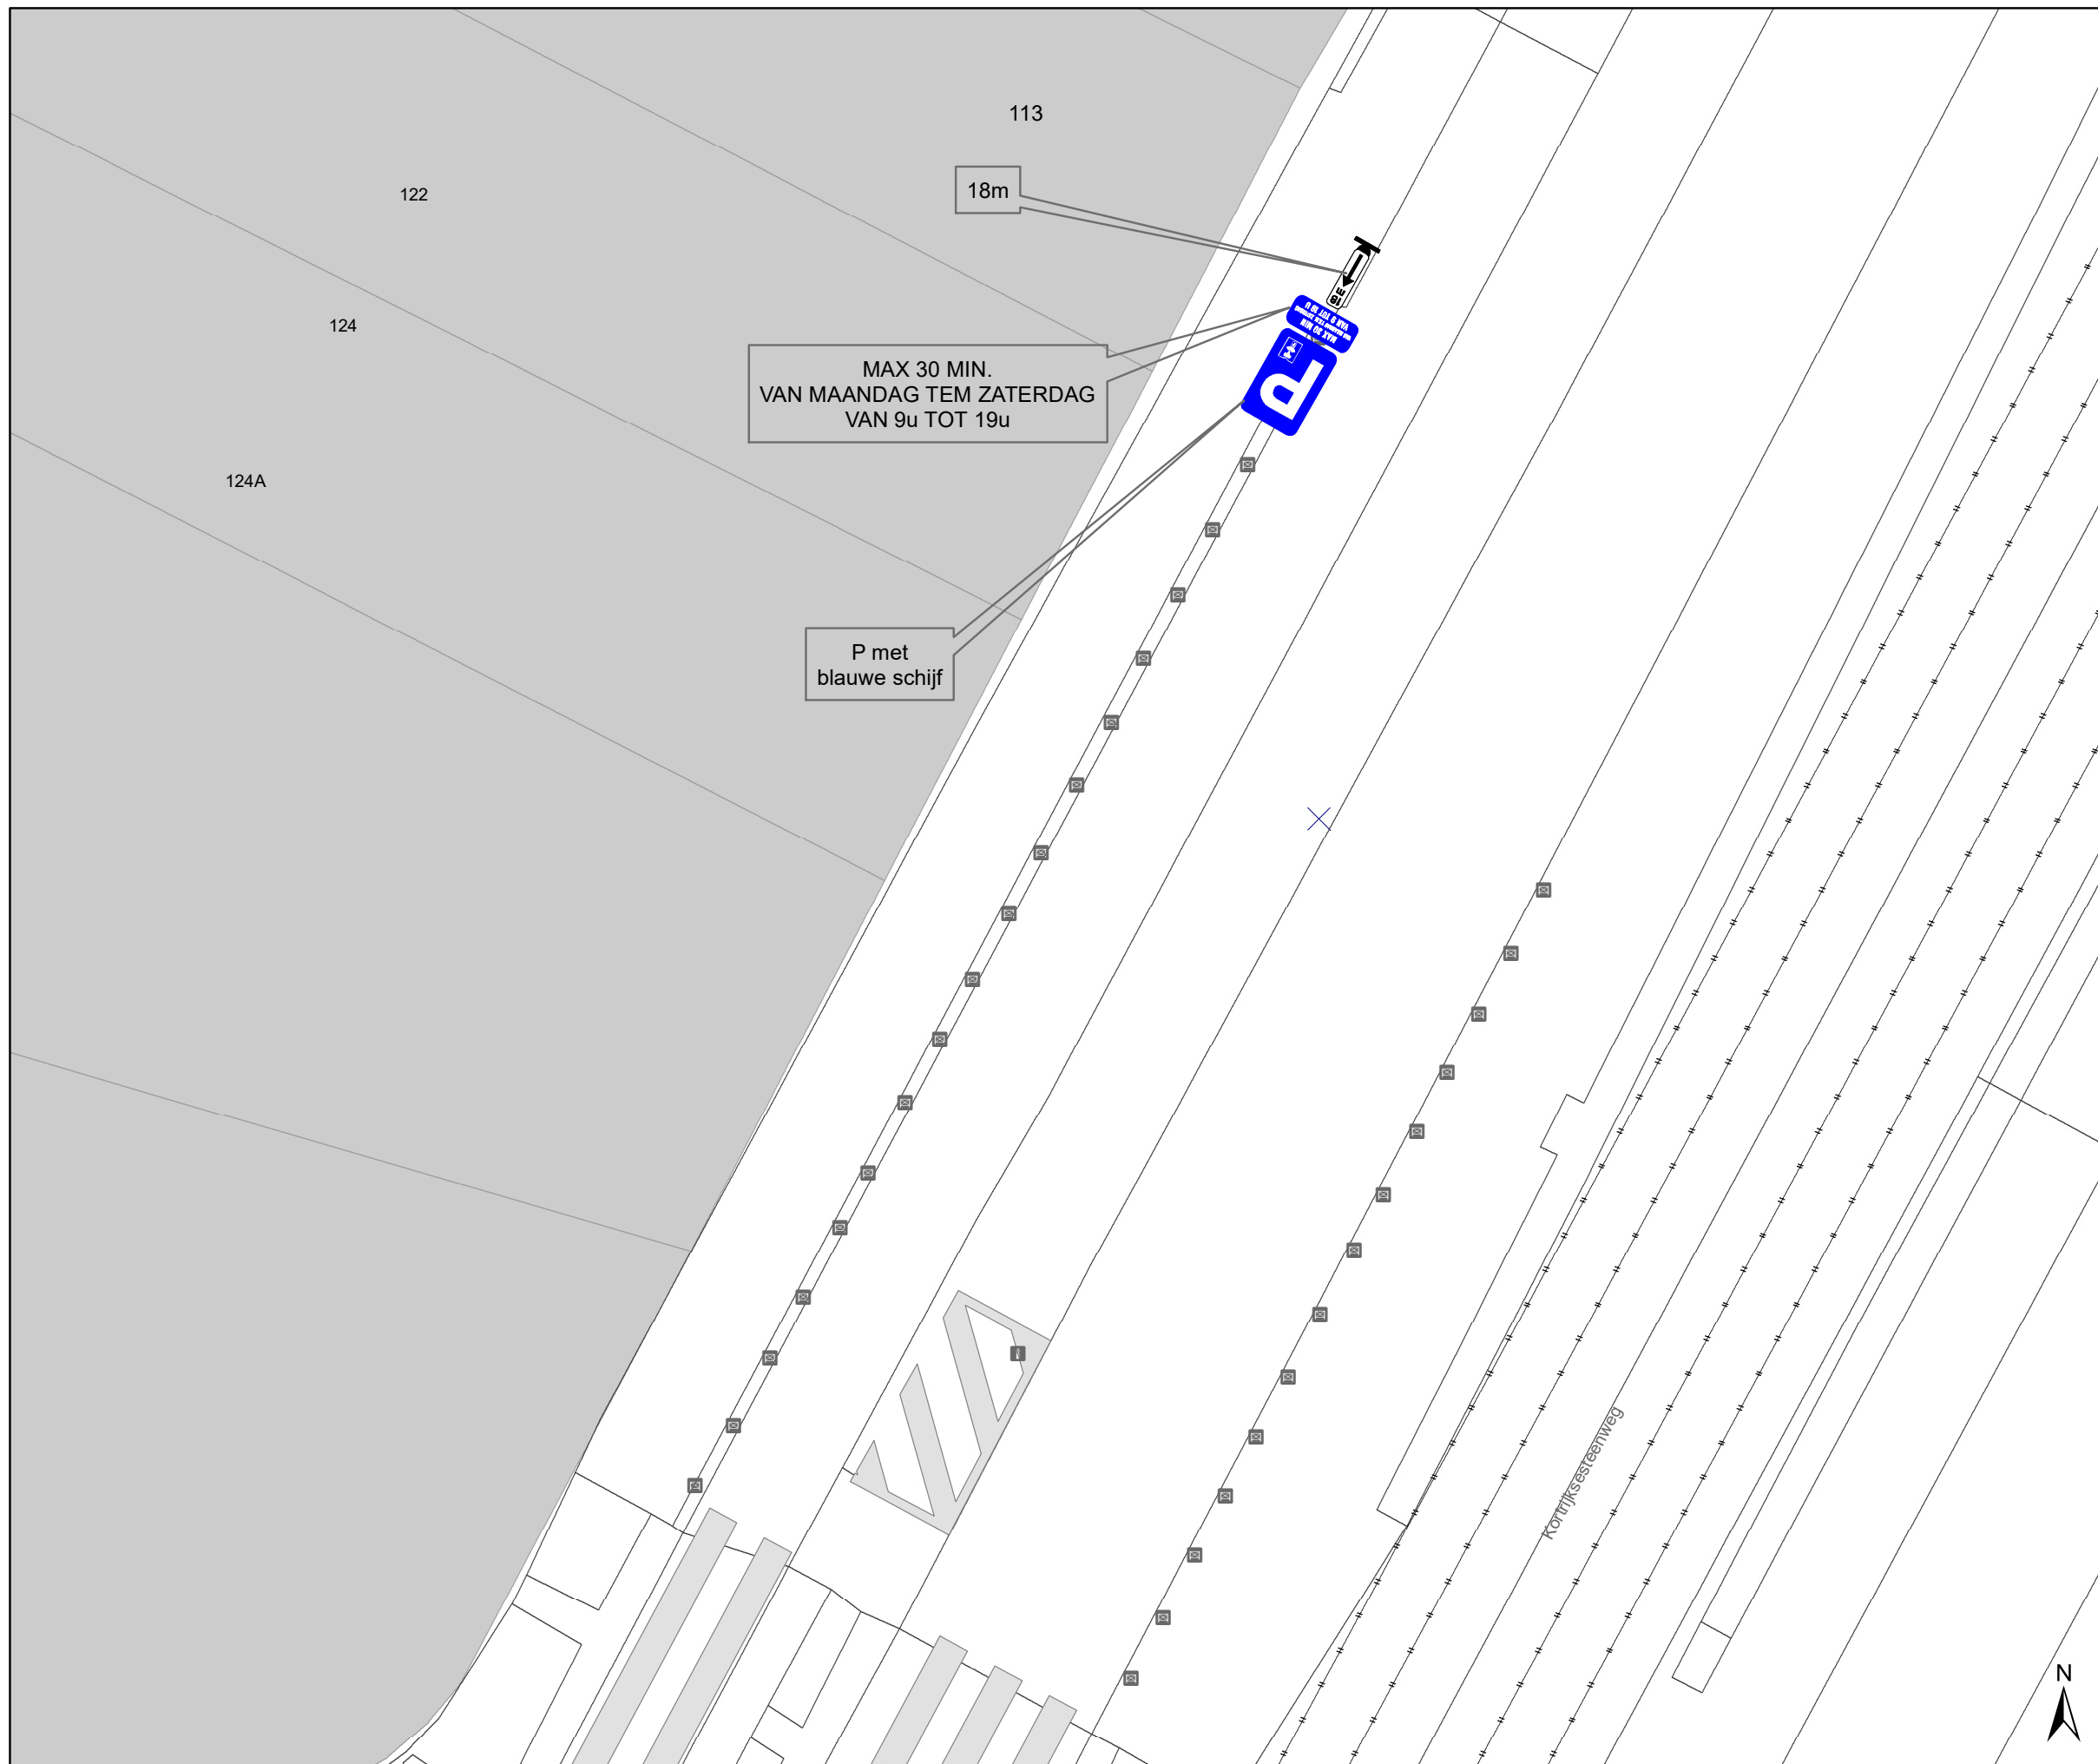 113
122
18m
124
MAX 30 MIN.
VAN MAANDAG TEM ZATERDAG
VAN 9u TOT 19u
18 m
P
124A
P met
blauwe schijf
Kortrijksesteenweg
N